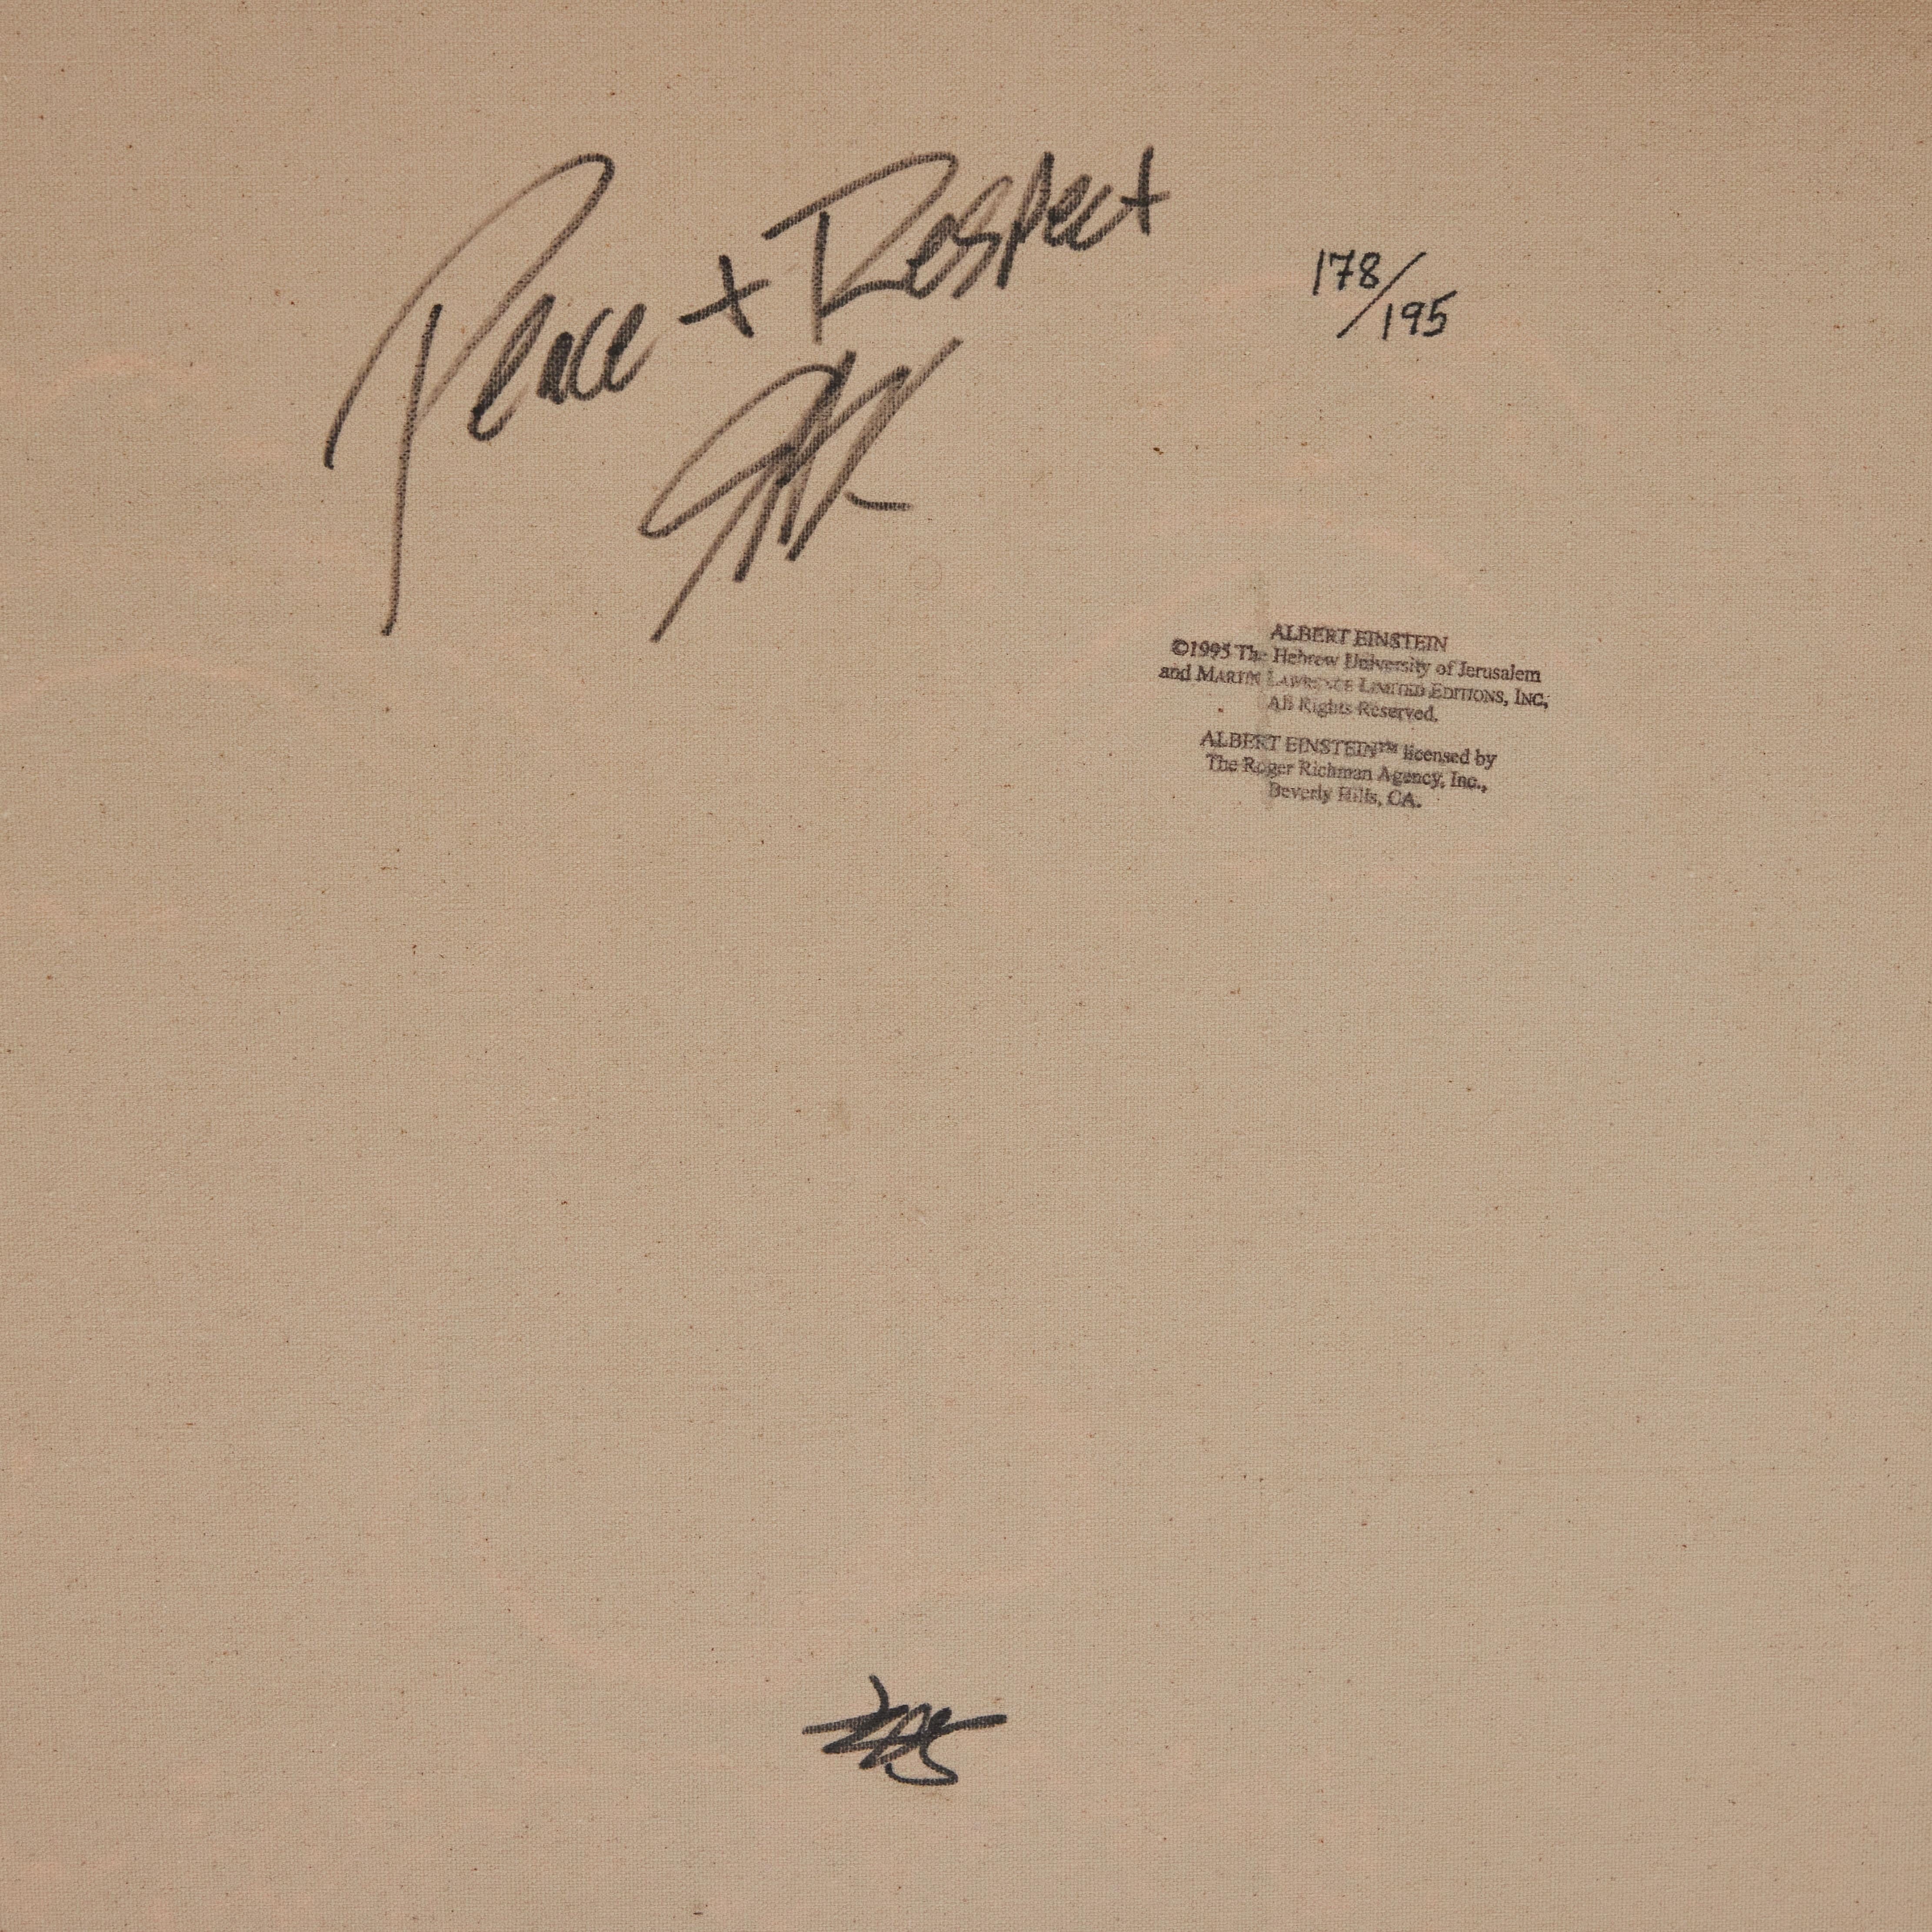 Peace + Respect
178/195
ALBERT EINSTEIN
©1995 The Hebrew University of Jerusalem
and MARTIN LAWRENCE LIMITED EDITIONS, INC,
All Rights Reserved.
ALBERT EINSTEIN™ licensed by
The Roger Richman Agency, Inc.,
Beverly Hills, CA.